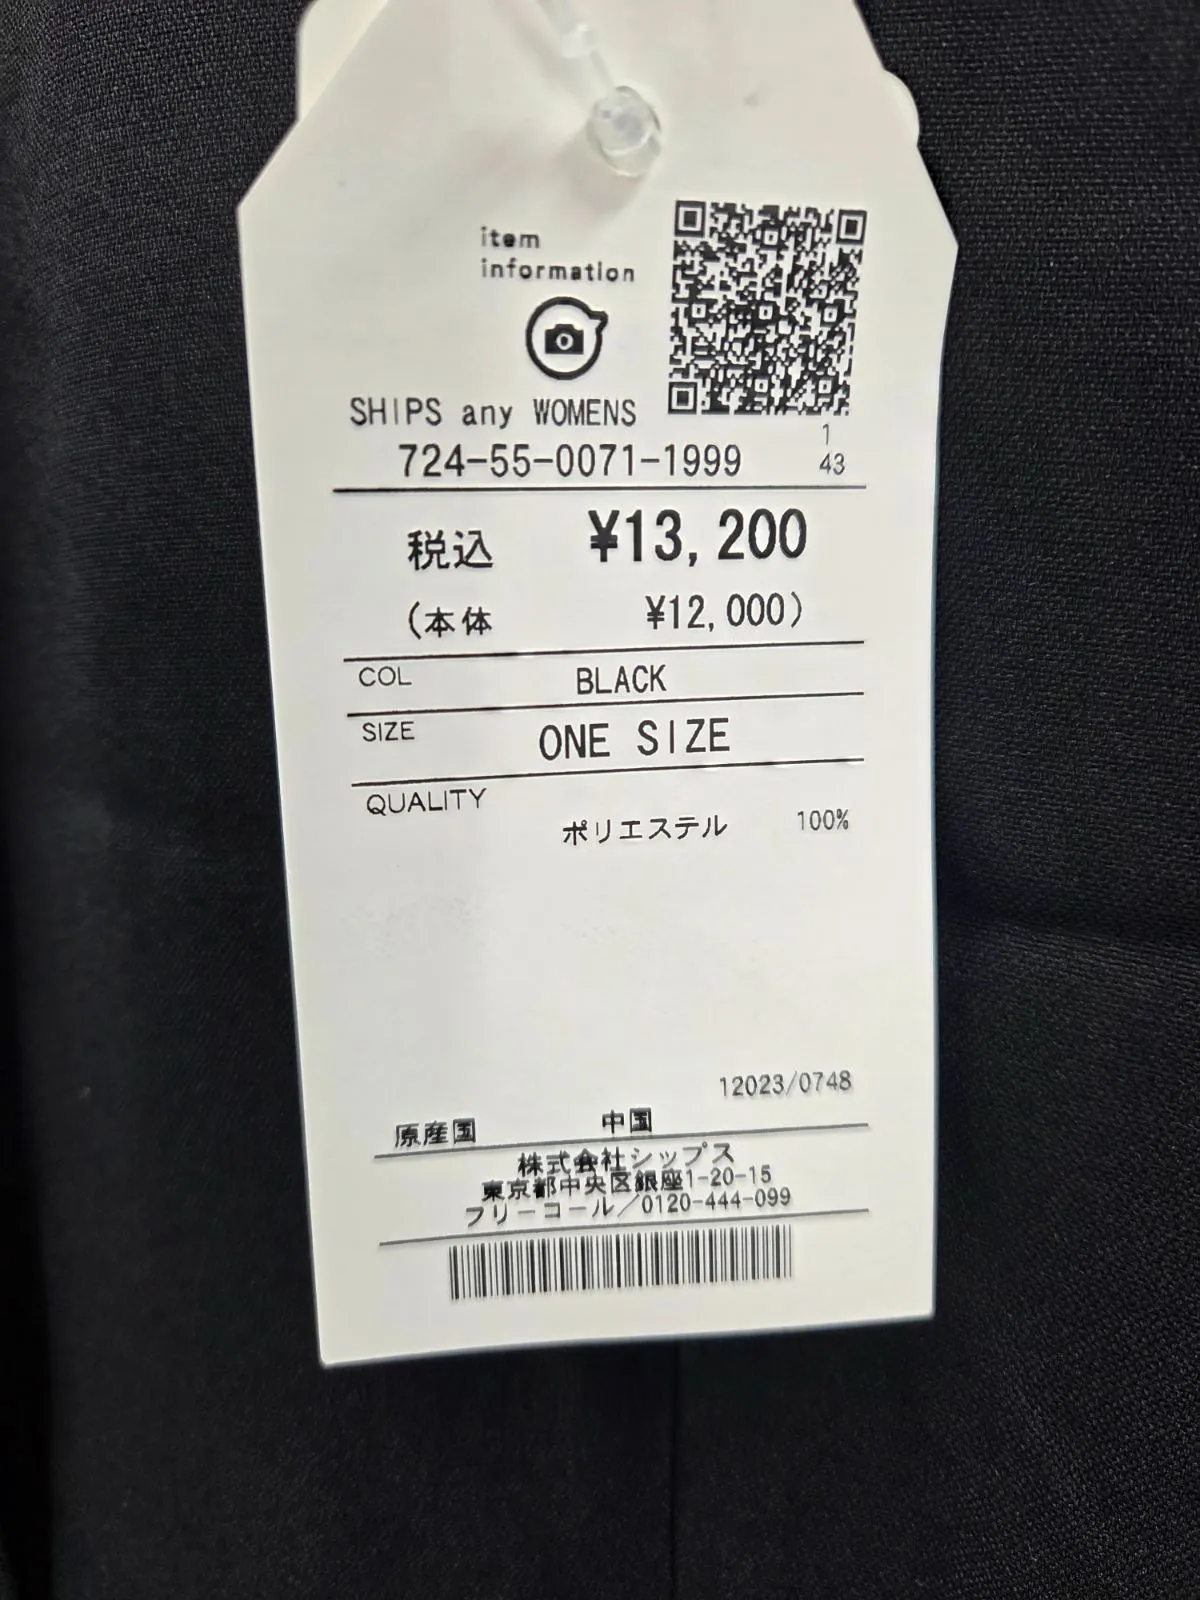 item
information
SHIPS any WOMENS
1
724-55-0071-1999 43
税込 ¥13,200
(本体 ¥12,000)
COL BLACK
SIZE ONE SIZE
QUALITY
ポリエステル 100%
12023/0748
原産国 中国
株式会社シップス
東京都中央区銀座1-20-15
フリーコール/0120-444-099